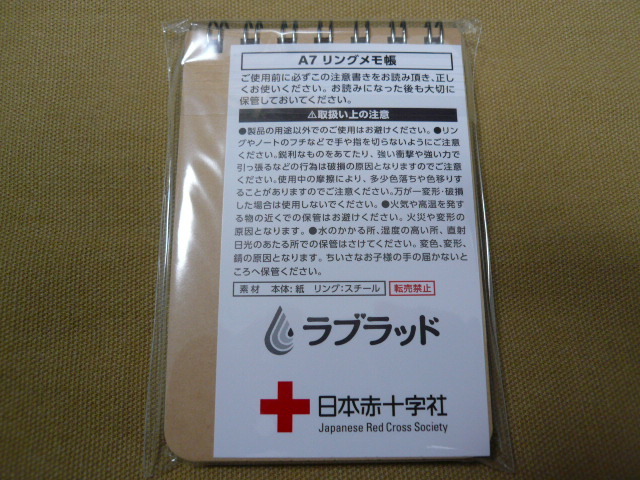 A7 リングメモ帳
ご使用前に必ずこの注意書きをお読み頂き、正し
くお使いください。お読みになった後も大切に
保管しておいてください。
⚠取扱い上の注意
●製品の用途以外でのご使用はお避けください。●リン
グやノートのフチなどで手や指を切らないようにご注意
ください。鋭利なものをあてたり、強い衝撃や強い力で
引っ張るなどの行為は破損の原因となりますのでご注意
ください。使用中の摩擦により、多少色落ちや色移りす
ることがありますのでご注意ください。万が一変形・破損
した場合は使用しないでください。●火気や高温を発す
る物の近くでの保管はお避けください。火災や変形の
原因となります。●水のかかる所、湿度の高い所、直射
日光のあたる所での保管はさけてください。変色、変形、
錆の原因となります。ちいさなお子様の手の届かないと
ころへ保管ください。
素材 本体:紙 リング:スチール 転売禁止
ラブラッド
日本赤十字社
Japanese Red Cross Society